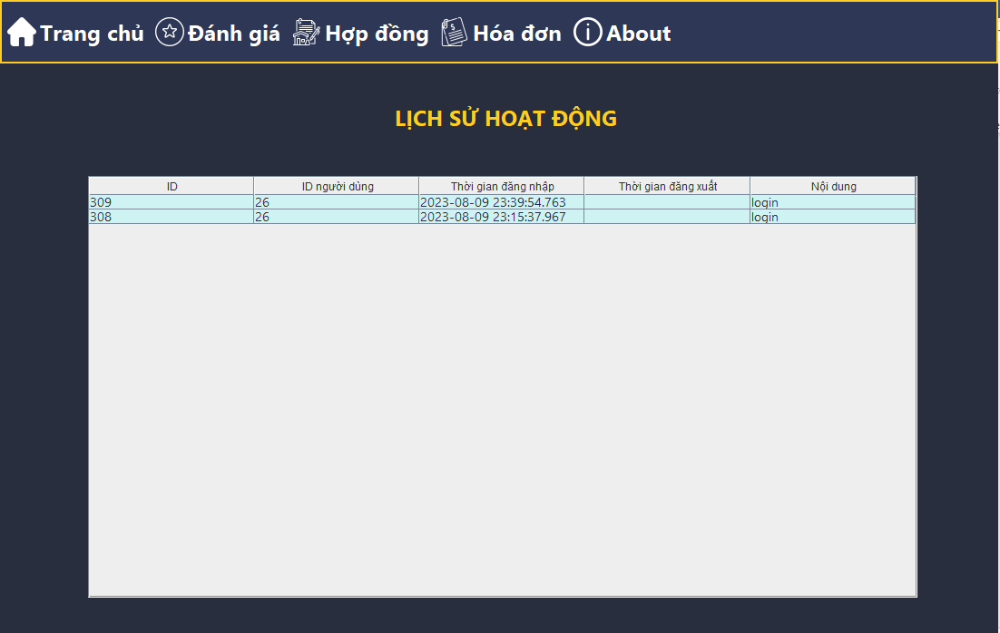 Trang chủ Đánh giá Hợp đồng Hóa đơn About
LỊCH SỬ HOẠT ĐỘNG
ID ID người dùng Thời gian đăng nhập Thời gian đăng xuất Nội dung
309 26 2023-08-09 23:39:54.763 login
308 26 2023-08-09 23:15:37.967 login